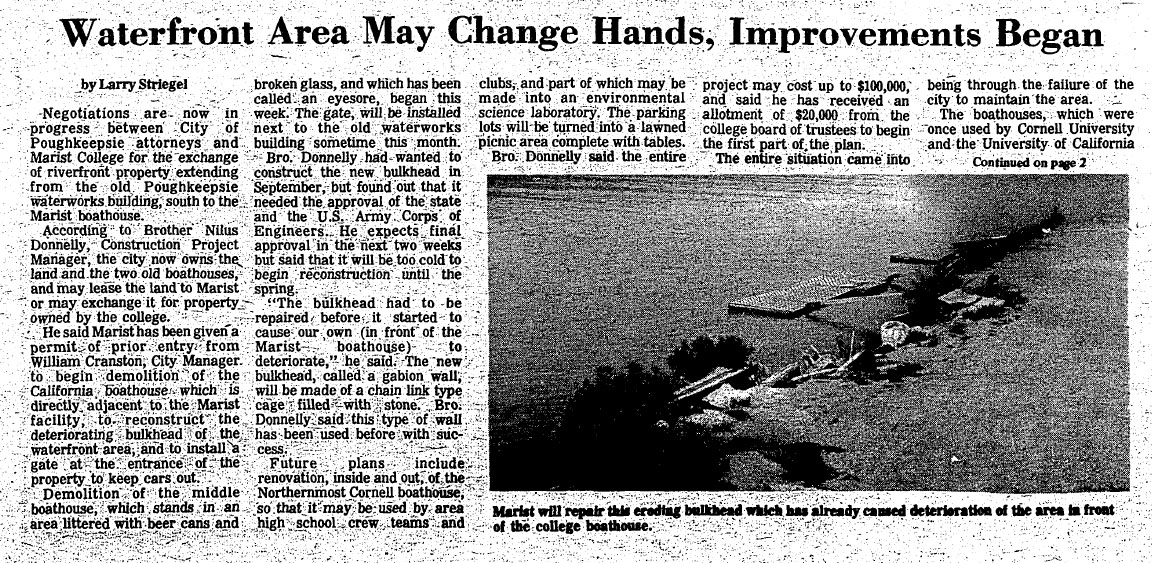 Waterfront Area May Change Hands, Improvements Began
by Larry Striegel
Negotiations are now in
progress between City of
Poughkeepsie attorneys and
Marist College for the exchange
of riverfront property extending
from the old Poughkeepsie
waterworks building, south to the
Marist boathouse.
According to Brother Nilus
Donnelly, Construction Project
Manager, the city now owns the
land and the two old boathouses,
and may lease the land to Marist
or may exchange it for property
owned by the college.
He said Marist has been given a
permit of prior entry from
William Cranston, City Manager
to begin demolition of the
California boathouse which is
directly adjacent to the Marist
facility, to reconstruct the
deteriorating bulkhead of the
waterfront area, and to install a
gate at the entrance of the
property to keep cars out.
Demolition of the middle
boathouse, which stands in an
area littered with beer cans and
broken glass, and which has been
called an eyesore, began this
week. The gate, will be installed
next to the old waterworks
building sometime this month.
Bro. Donnelly had wanted to
construct the new bulkhead in
September, but found out that it
needed the approval of the state
and the U.S. Army Corps of
Engineers. He expects final
approval in the next two weeks
but said that it will be too cold to
begin reconstruction until the
spring.
"The bulkhead had to be
repaired before it started to
cause our own (in front of the
Marist boathouse) to
deteriorate," he said. The new
bulkhead, called a gabion wall,
will be made of a chain link type
cage filled with stone. Bro.
Donnelly said this type of wall
has been used before with suc-
cess.
Future plans include
renovation, inside and out, of the
Northernmost Cornell boathouse,
so that it may be used by area
high school crew teams and
clubs, and part of which may be
made into an environmental
science laboratory. The parking
lots will be turned into a lawned
picnic area complete with tables.
Bro. Donnelly said the entire
project may cost up to $100,000,
and said he has received an
allotment of $20,000 from the
college board of trustees to begin
the first part of the plan.
The entire situation came into
being through the failure of the
city to maintain the area.
The boathouses, which were
once used by Cornell University
and the University of California
Continued on page 2
Marist will repair this eroding bulkhead which has already caused deterioration of the area in front
of the college boathouse.